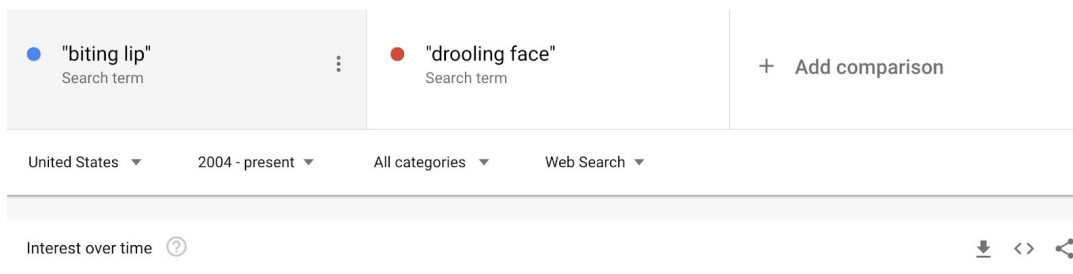 "biting lip"
Search term
"drooling face"
Search term
+ Add comparison
United States
2004 - present
All categories
Web Search
Interest over time